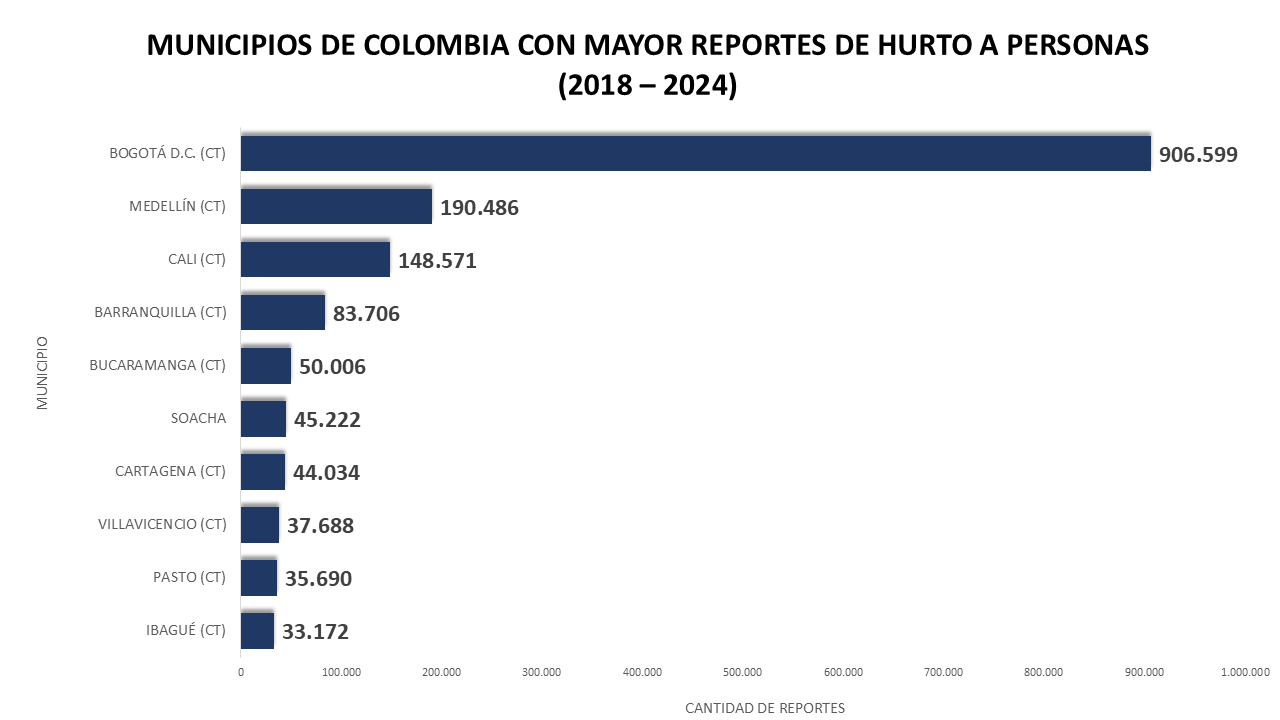 MUNICIPIOS DE COLOMBIA CON MAYOR REPORTES DE HURTO A PERSONAS
(2018 – 2024)
BOGOTÁ D.C. (CT) 906.599
MEDELLÍN (CT) 190.486
CALI (CT) 148.571
BARRANQUILLA (CT) 83.706
BUCARAMANGA (CT) 50.006
SOACHA 45.222
CARTAGENA (CT) 44.034
VILLAVICENCIO (CT) 37.688
PASTO (CT) 35.690
IBAGUÉ (CT) 33.172
MUNICIPIO
0 100.000 200.000 300.000 400.000 500.000 600.000 700.000 800.000 900.000 1.000.000
CANTIDAD DE REPORTES